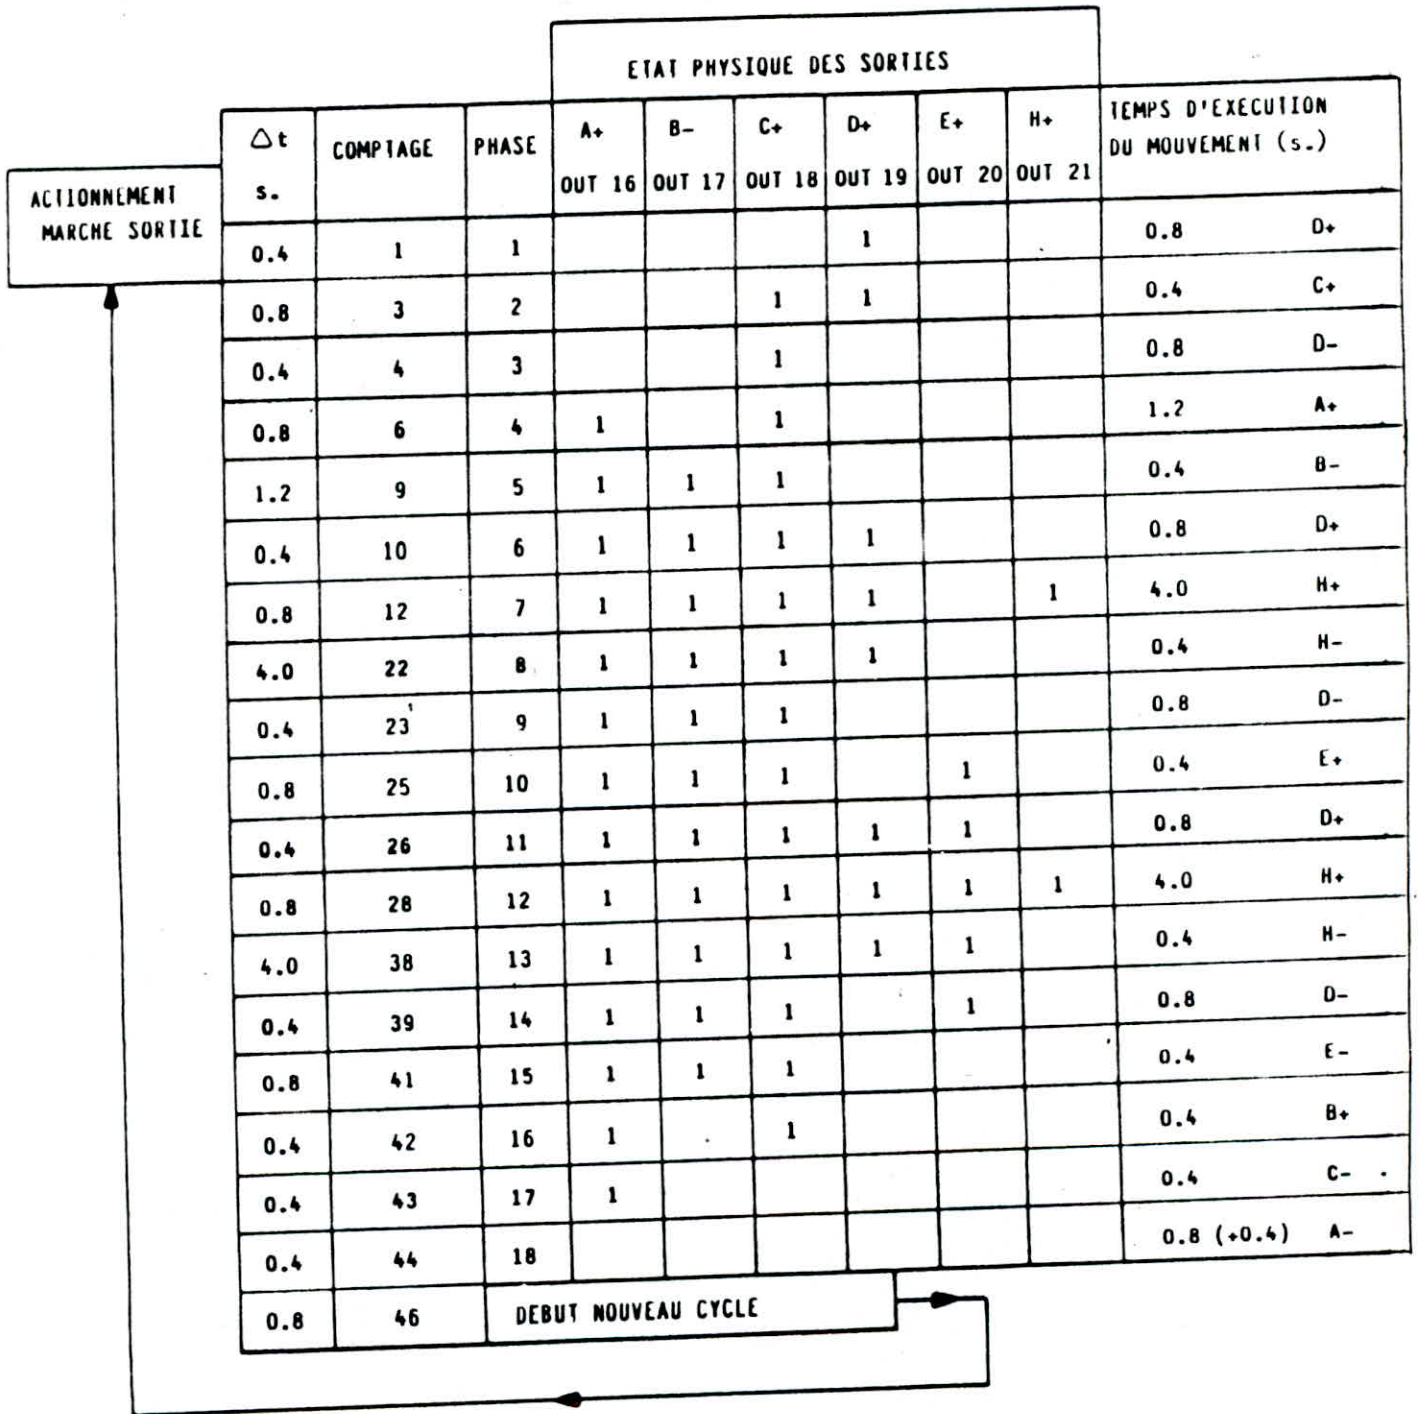 ETAT PHYSIQUE DES SORTIES
Δt s. COMPTAGE PHASE A+ OUT 16 B- OUT 17 C+ OUT 18 D+ OUT 19 E+ OUT 20 H+ OUT 21 TEMPS D'EXECUTION DU MOUVEMENT (s.)
ACTIONNEMENT
MARCHE SORTIE
0.4 1 1 1 0.8 D+
0.8 3 2 1 1 0.4 C+
0.4 4 3 1 0.8 D-
0.8 6 4 1 1 1.2 A+
1.2 9 5 1 1 1 0.4 B-
0.4 10 6 1 1 1 1 0.8 D+
0.8 12 7 1 1 1 1 1 4.0 H+
4.0 22 8 1 1 1 1 0.4 H-
0.4 23 9 1 1 1 0.8 D-
0.8 25 10 1 1 1 1 0.4 E+
0.4 26 11 1 1 1 1 1 0.8 D+
0.8 28 12 1 1 1 1 1 1 4.0 H+
4.0 38 13 1 1 1 1 1 0.4 H-
0.4 39 14 1 1 1 1 0.8 D-
0.8 41 15 1 1 1 0.4 E-
0.4 42 16 1 1 0.4 B+
0.4 43 17 1 0.4 C-
0.4 44 18 0.8 (+0.4) A-
0.8 46 DEBUT NOUVEAU CYCLE